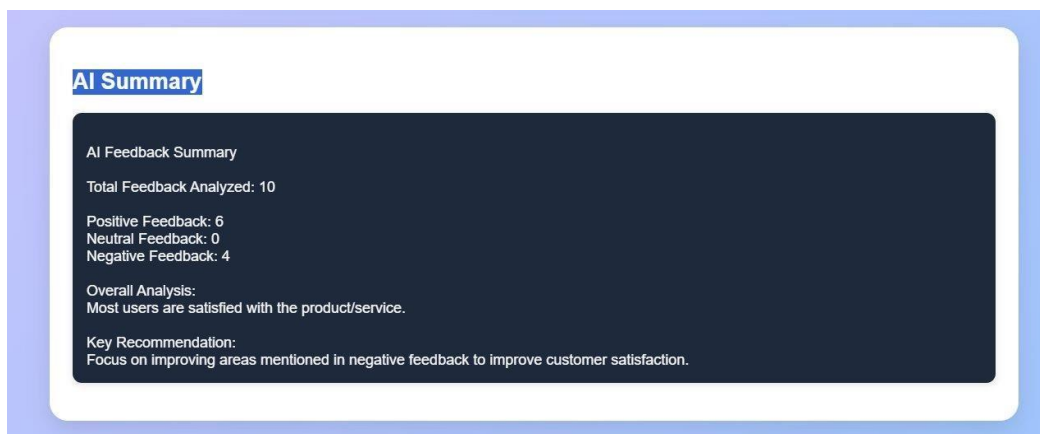 AI Summary
AI Feedback Summary
Total Feedback Analyzed: 10
Positive Feedback: 6
Neutral Feedback: 0
Negative Feedback: 4
Overall Analysis:
Most users are satisfied with the product/service.
Key Recommendation:
Focus on improving areas mentioned in negative feedback to improve customer satisfaction.